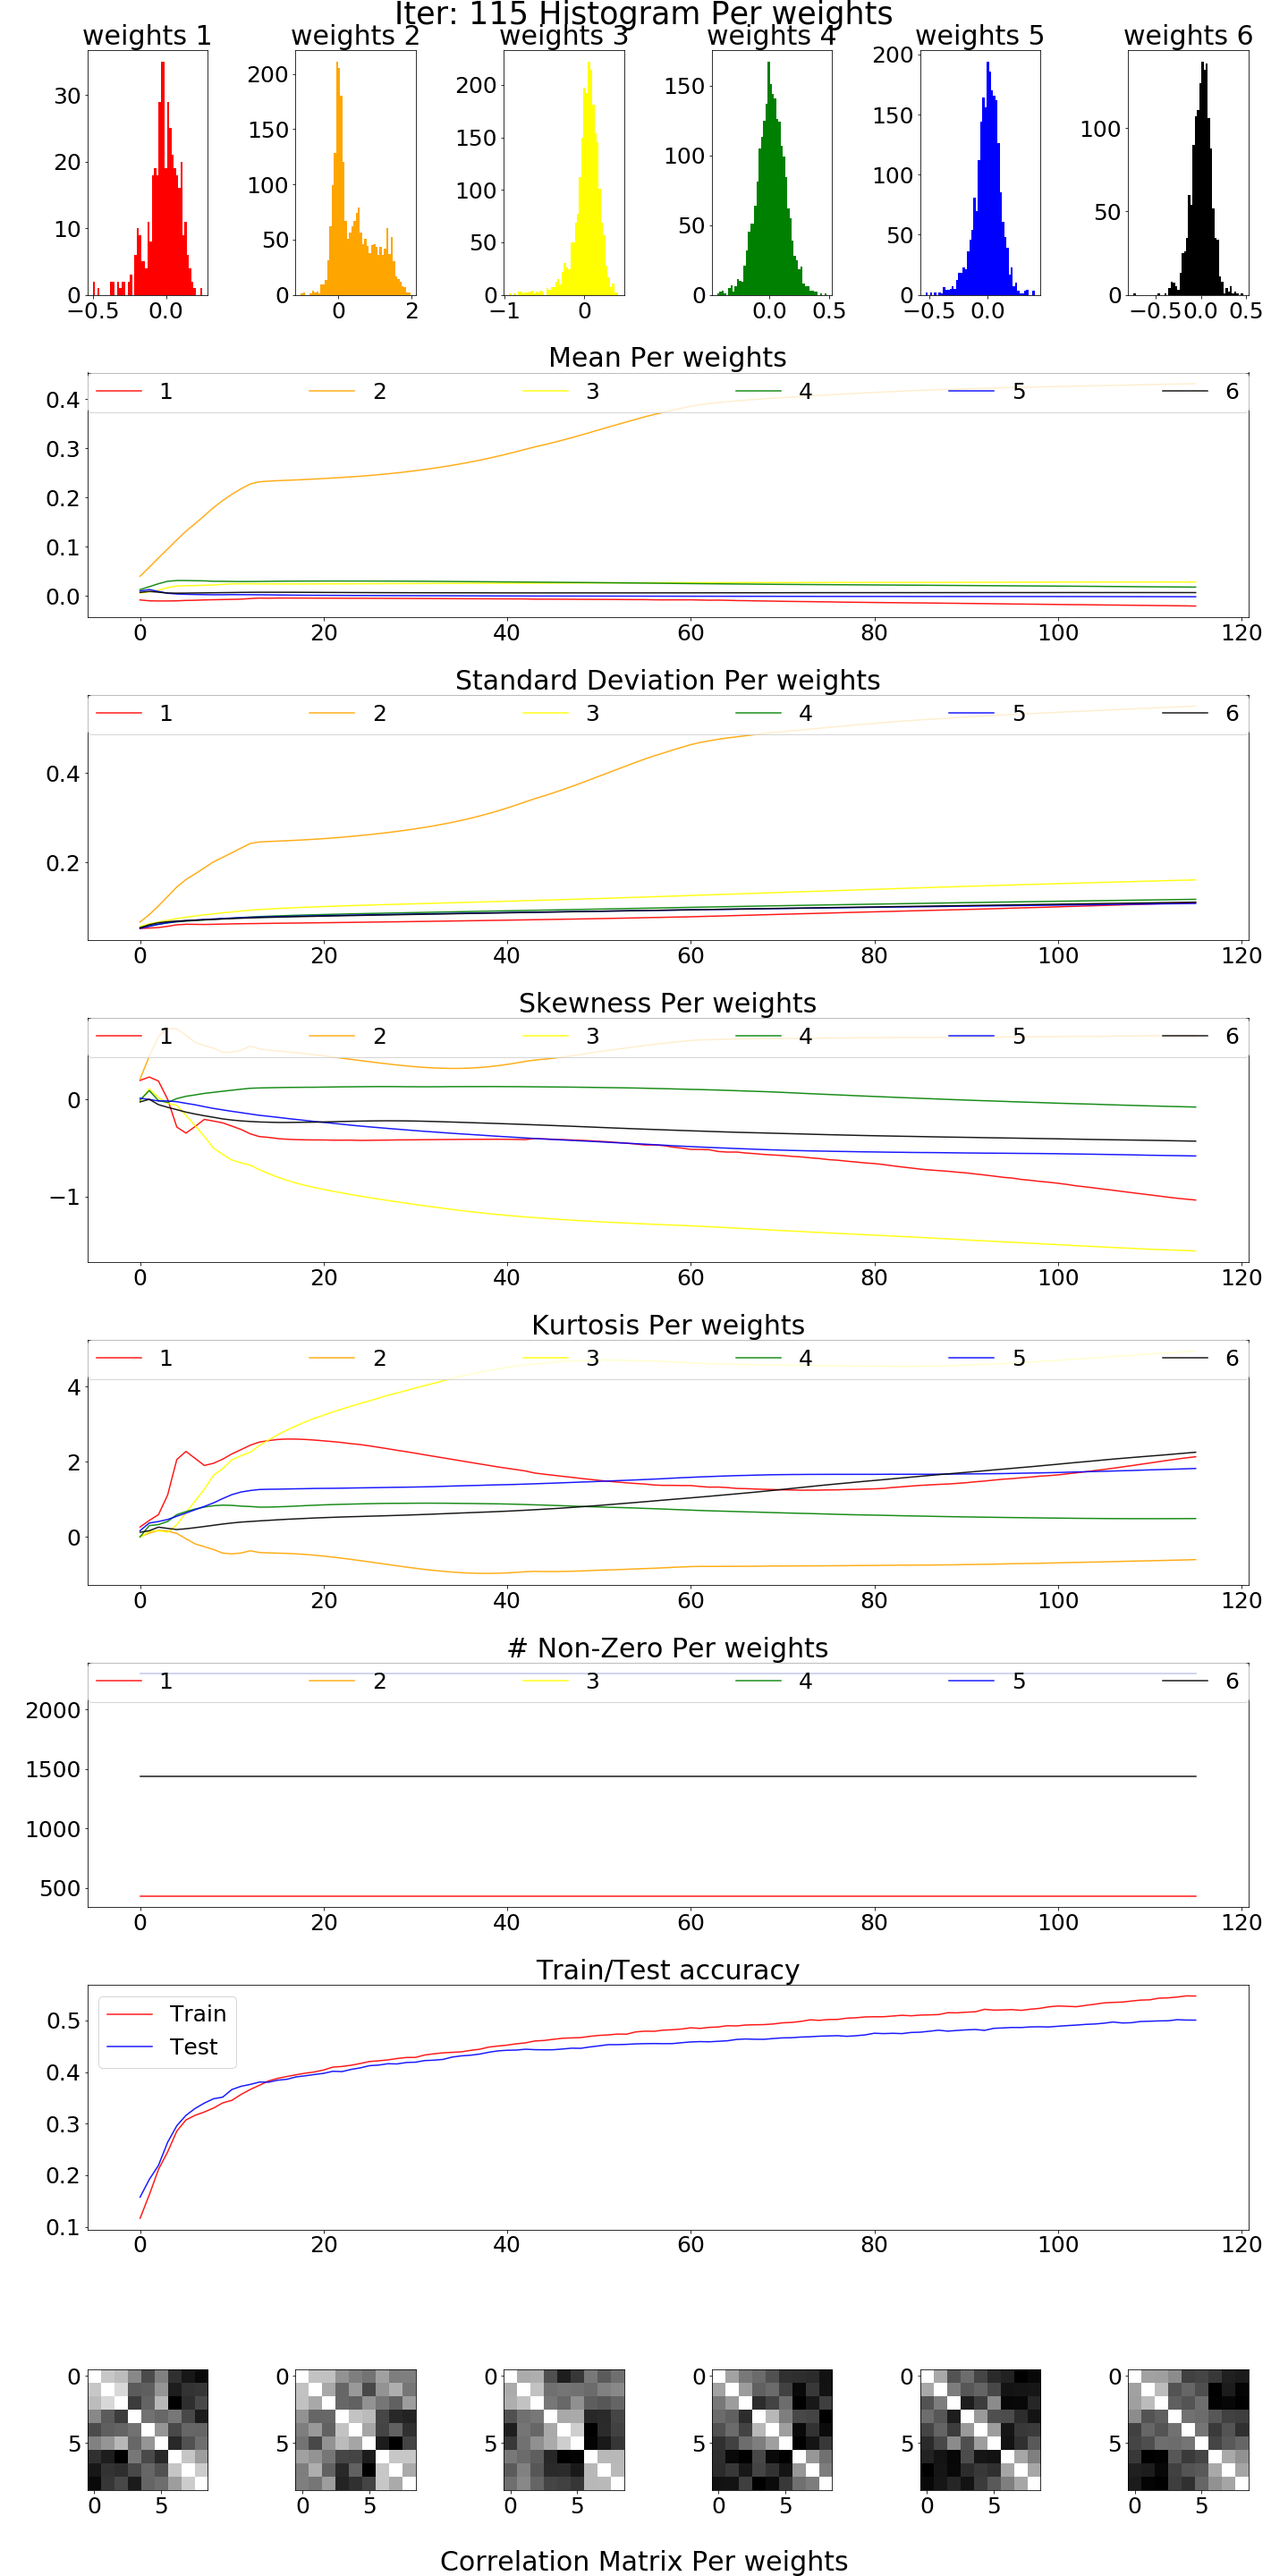 Iter: 115 Histogram Per weights
weights 1 weights 2 weights 3 weights 4 weights 5 weights 6
30
20
10
0
−0.5 0.0
200
150
100
50
0
0 2
200
150
100
50
0
−1 0
150
100
50
0
0.0 0.5
200
150
100
50
0
−0.5 0.0
100
50
0
−0.5 0.0 0.5
Mean Per weights
1 2 3 4 5 6
0.4
0.3
0.2
0.1
0.0
0 20 40 60 80 100 120
Standard Deviation Per weights
1 2 3 4 5 6
0.4
0.2
0 20 40 60 80 100 120
Skewness Per weights
1 2 3 4 5 6
0
−1
0 20 40 60 80 100 120
Kurtosis Per weights
1 2 3 4 5 6
4
2
0
0 20 40 60 80 100 120
# Non-Zero Per weights
1 2 3 4 5 6
2000
1500
1000
500
0 20 40 60 80 100 120
Train/Test accuracy
Train
Test
0.5
0.4
0.3
0.2
0.1
0 20 40 60 80 100 120
0 0 0 0 0 0
5 5 5 5 5 5
0 5 0 5 0 5 0 5 0 5 0 5
Correlation Matrix Per weights